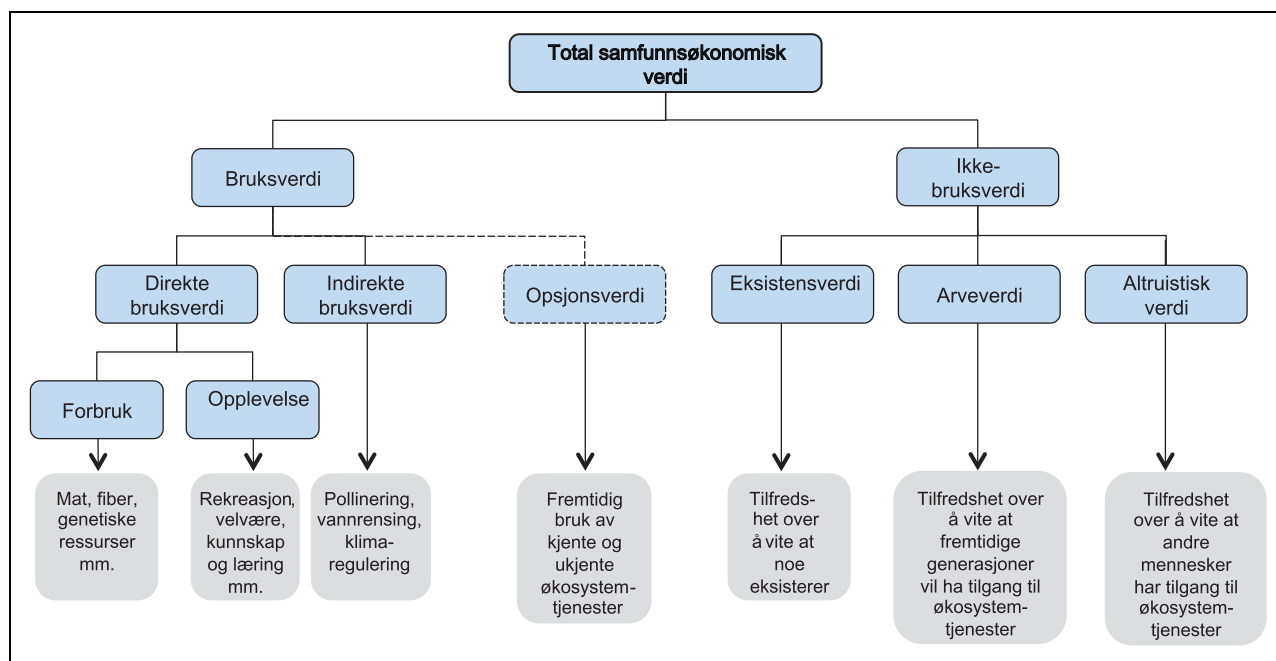 Total samfunnsøkonomisk
verdi
Bruksverdi
Ikke-
bruksverdi
Direkte
bruksverdi
Indirekte
bruksverdi
Opsjonsverdi
Eksistensverdi
Arveverdi
Altruistisk
verdi
Forbruk
Opplevelse
Mat, fiber,
genetiske
ressurser
mm.
Rekreasjon,
velvære,
kunnskap
og læring
mm.
Pollinering,
vannrensing,
klima-
regulering
Fremtidig
bruk av
kjente og
ukjente
økosystem-
tjenester
Tilfreds-
het over
å vite at
noe
eksisterer
Tilfredshet over
å vite at
fremtidige
generasjoner
vil ha tilgang til
økosystem-
tjenester
Tilfredshet
over å vite at
andre
mennesker
har tilgang til
økosystem-
tjenester